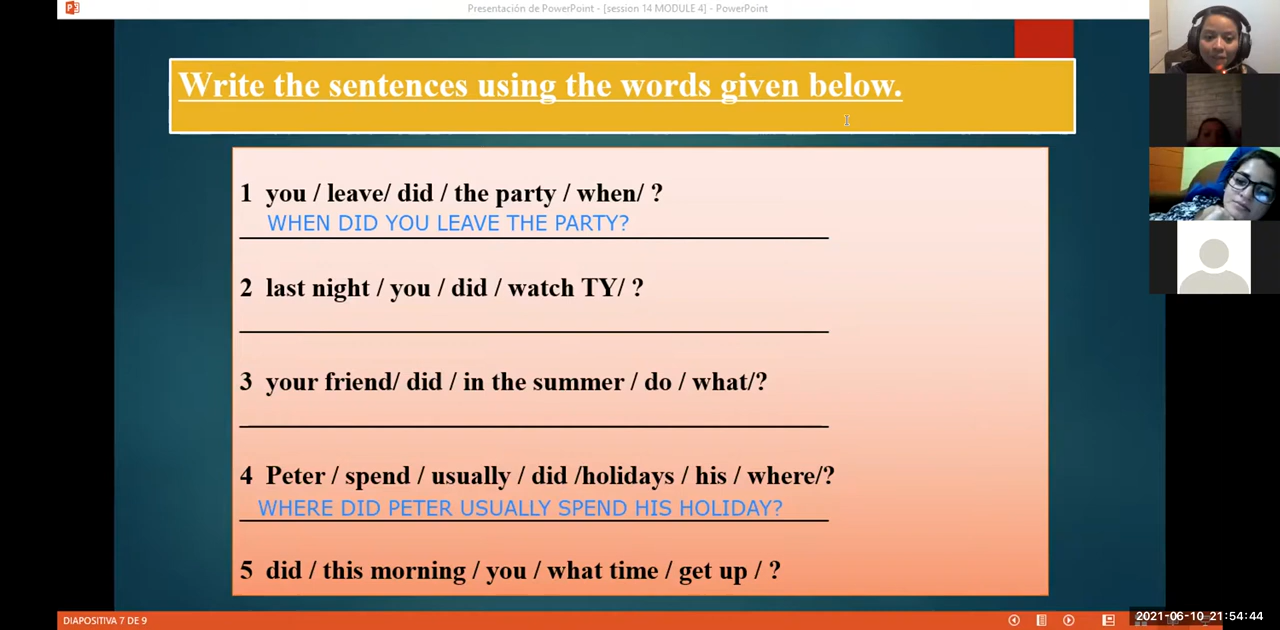 Presentación de PowerPoint - [session 14 MODULE 4] - PowerPoint
Write the sentences using the words given below.
1 you / leave/ did / the party / when/ ?
WHEN DID YOU LEAVE THE PARTY?
2 last night / you / did / watch TY/ ?
3 your friend/ did / in the summer / do / what/?
4 Peter / spend / usually / did /holidays / his / where/?
WHERE DID PETER USUALLY SPEND HIS HOLIDAY?
5 did / this morning / you / what time / get up / ?
DIAPOSITIVA 7 DE 9
2021-06-10 21:54:44